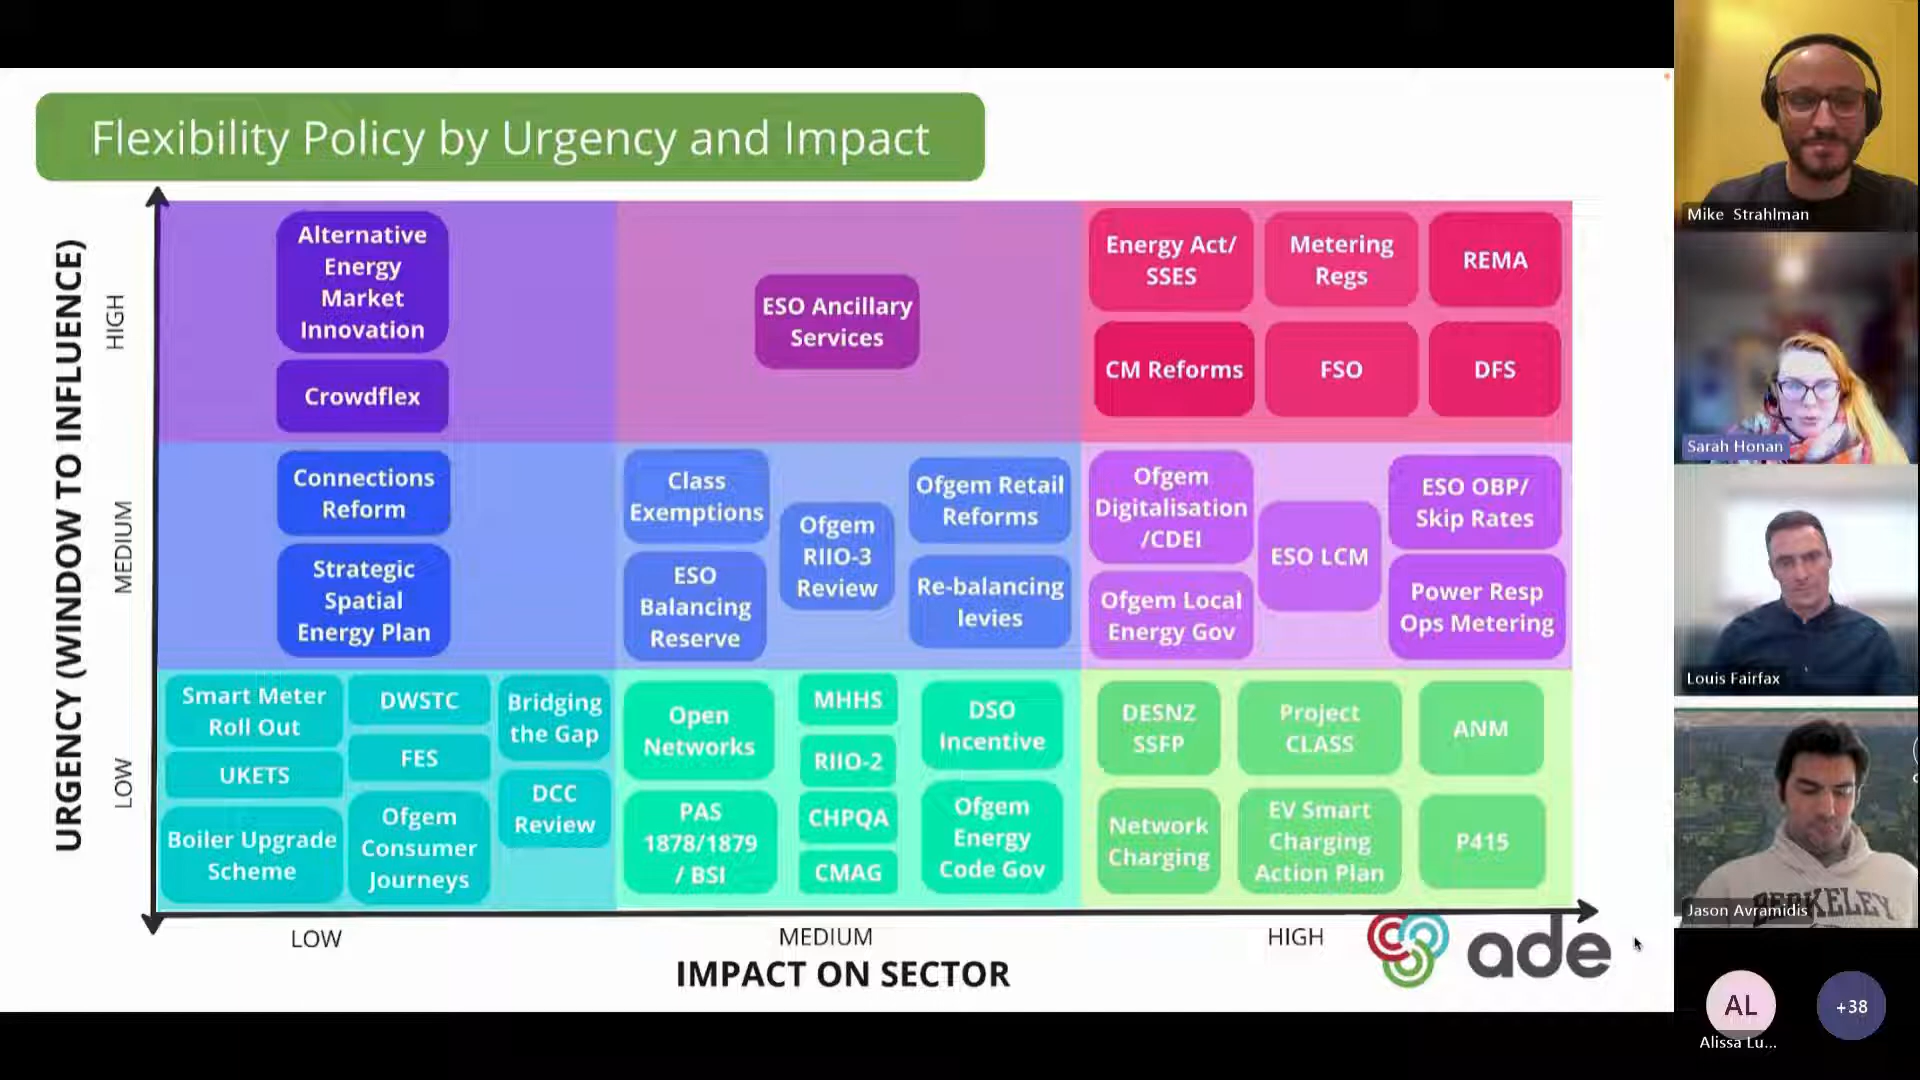 Flexibility Policy by Urgency and Impact
URGENCY (WINDOW TO INFLUENCE)
HIGH
MEDIUM
LOW
Alternative
Energy
Market
Innovation
Crowdflex
ESO Ancillary
Services
Energy Act/
SSES
Metering
Regs
REMA
CM Reforms
FSO
DFS
Connections
Reform
Strategic
Spatial
Energy Plan
Class
Exemptions
ESO
Balancing
Reserve
Ofgem
RIIO-3
Review
Ofgem Retail
Reforms
Re-balancing
levies
Ofgem
Digitalisation
/CDEI
Ofgem Local
Energy Gov
ESO LCM
ESO OBP/
Skip Rates
Power Resp
Ops Metering
Smart Meter
Roll Out
UKETS
Boiler Upgrade
Scheme
DWSTC
FES
Ofgem
Consumer
Journeys
Bridging
the Gap
DCC
Review
Open
Networks
PAS
1878/1879
/ BSI
MHHS
RIIO-2
CHPQA
CMAG
DSO
Incentive
Ofgem
Energy
Code Gov
DESNZ
SSFP
Network
Charging
Project
CLASS
EV Smart
Charging
Action Plan
ANM
P415
LOW
MEDIUM
HIGH
IMPACT ON SECTOR
ade
Mike Strahlman
Sarah Honan
Louis Fairfax
BERKELEY
Jason Avramidis
AL
+38
Alissa Lu...